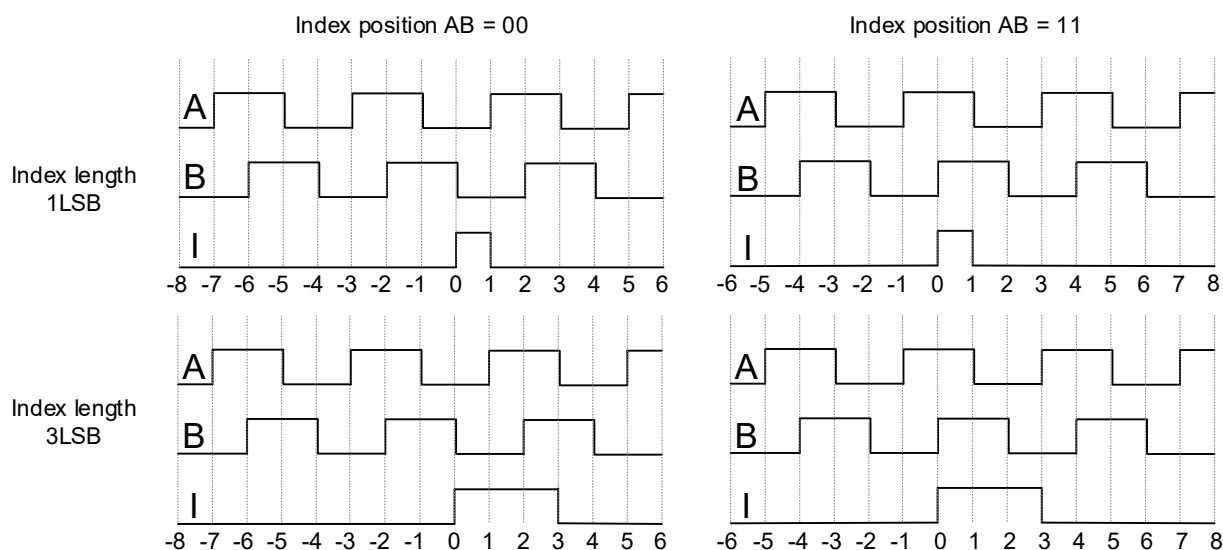 Index position AB = 00
Index position AB = 11
Index length
1LSB
A
B
I
-8 -7 -6 -5 -4 -3 -2 -1 0 1 2 3 4 5 6
A
B
I
-6 -5 -4 -3 -2 -1 0 1 2 3 4 5 6 7 8
Index length
3LSB
A
B
I
-8 -7 -6 -5 -4 -3 -2 -1 0 1 2 3 4 5 6
A
B
I
-6 -5 -4 -3 -2 -1 0 1 2 3 4 5 6 7 8